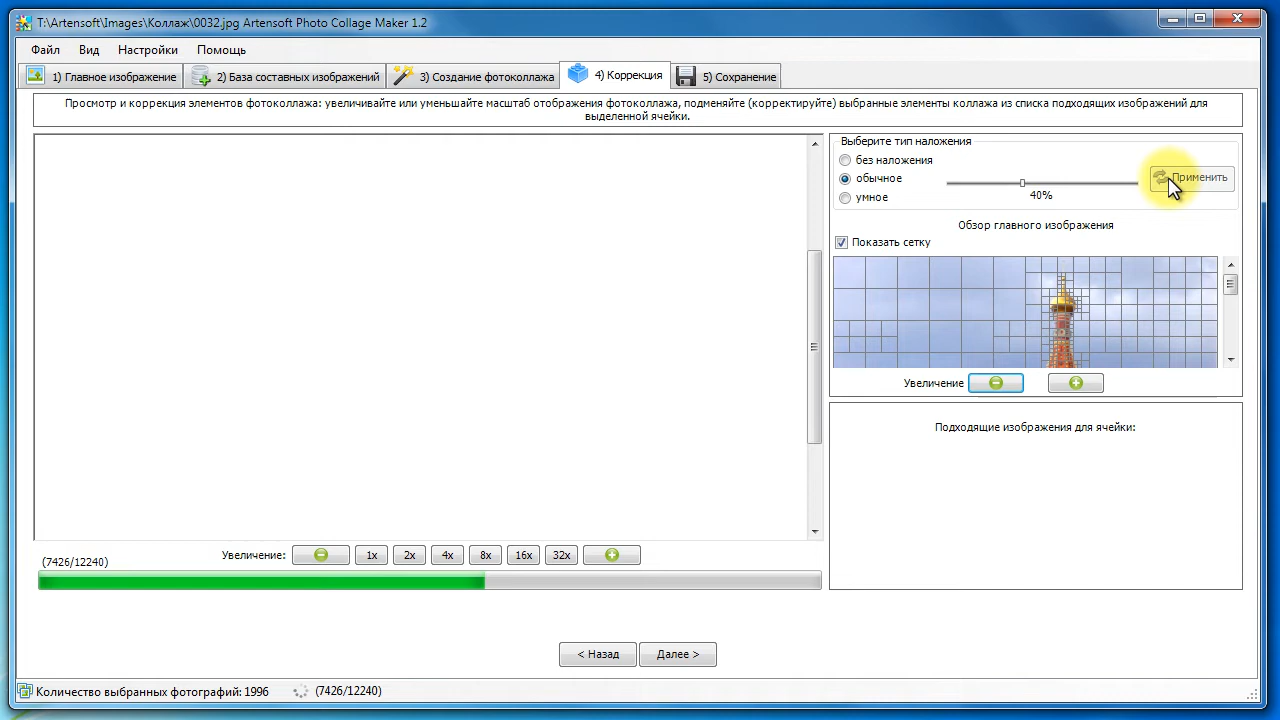 T:\Artensoft\Images\Коллаж\0032.jpg Artensoft Photo Collage Maker 1.2
Файл Вид Настройки Помощь
1) Главное изображение 2) База составных изображений 3) Создание фотоколлажа 4) Коррекция 5) Сохранение
Просмотр и коррекция элементов фотоколлажа: увеличивайте или уменьшайте масштаб отображения фотоколлажа, подменяйте (корректируйте) выбранные элементы коллажа из списка подходящих изображений для
выделенной ячейки.
Выберите тип наложения
без наложения
обычное
Применить
40%
умное
Обзор главного изображения
Показать сетку
Увеличение
Подходящие изображения для ячейки:
(7426/12240)
Увеличение: 1x 2x 4x 8x 16x 32x
< Назад Далее >
Количество выбранных фотографий: 1996 (7426/12240)